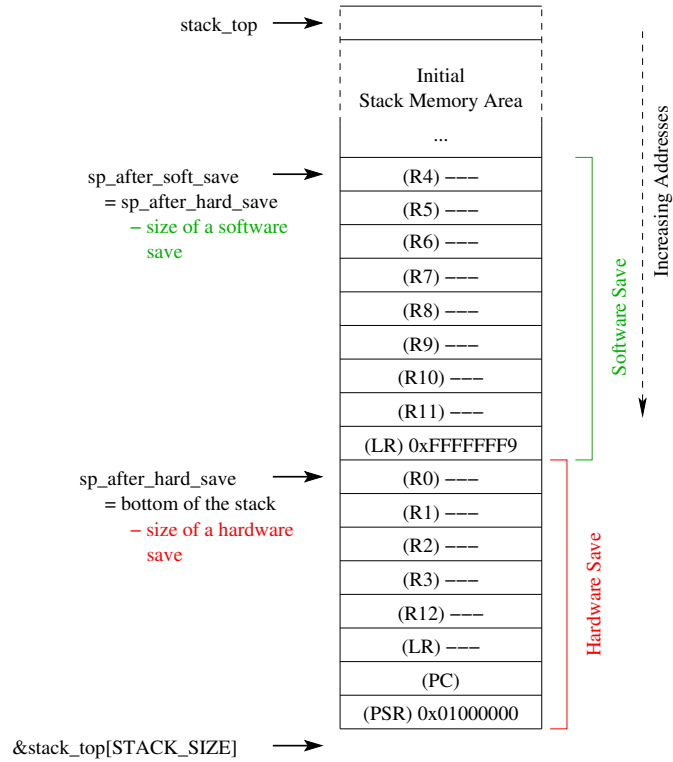 stack_top
Initial
Stack Memory Area
...
sp_after_soft_save
= sp_after_hard_save
− size of a software
save
(R4) −−−
(R5) −−−
(R6) −−−
(R7) −−−
(R8) −−−
(R9) −−−
(R10) −−−
(R11) −−−
(LR) 0xFFFFFFF9
Software Save
Increasing Addresses
sp_after_hard_save
= bottom of the stack
− size of a hardware
save
(R0) −−−
(R1) −−−
(R2) −−−
(R3) −−−
(R12) −−−
(LR) −−−
(PC)
(PSR) 0x01000000
Hardware Save
&stack_top[STACK_SIZE]